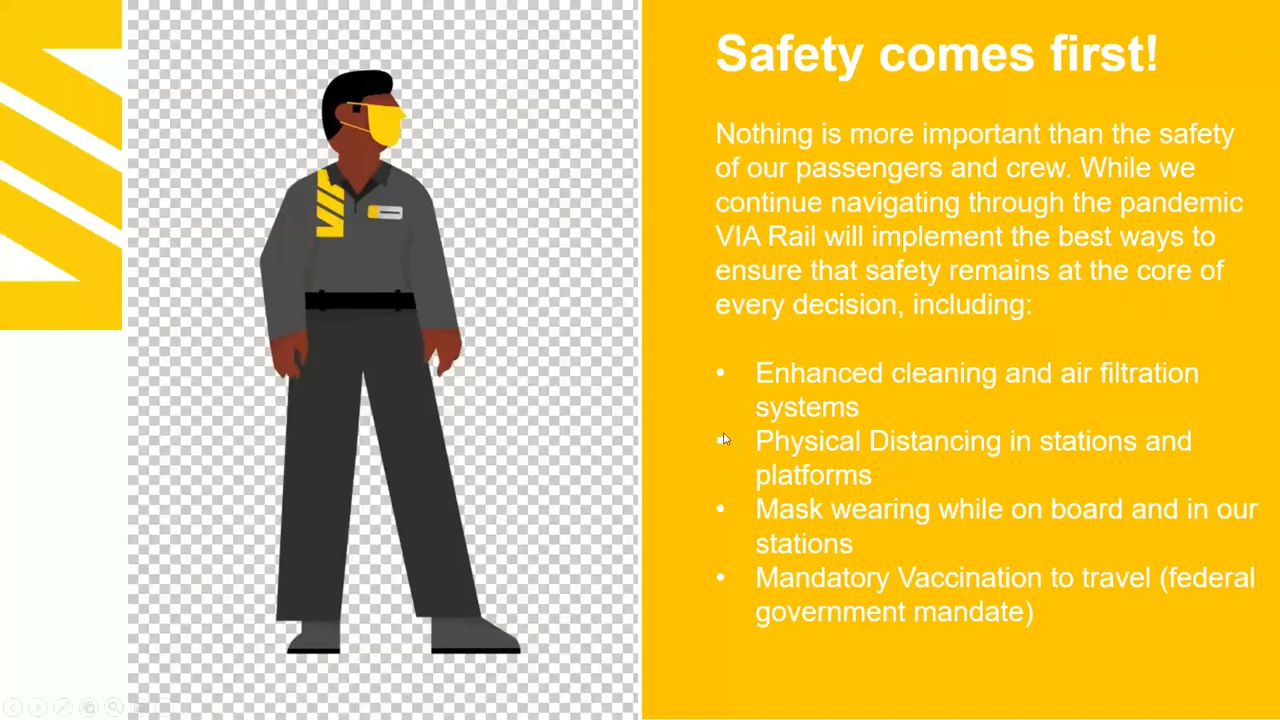 Safety comes first!
Nothing is more important than the safety
of our passengers and crew. While we
continue navigating through the pandemic
VIA Rail will implement the best ways to
ensure that safety remains at the core of
every decision, including:
• Enhanced cleaning and air filtration
systems
• Physical Distancing in stations and
platforms
• Mask wearing while on board and in our
stations
• Mandatory Vaccination to travel (federal
government mandate)